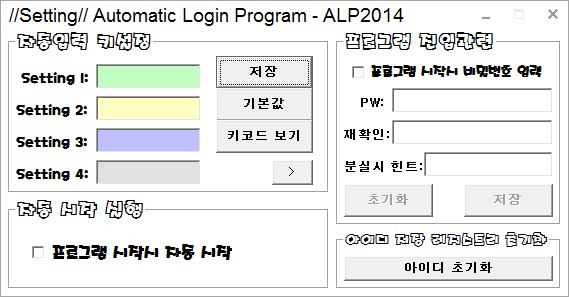 //Setting// Automatic Login Program - ALP2014
자동입력 키설정
Setting 1:
저장
Setting 2:
기본값
Setting 3:
키코드 보기
Setting 4:
>
자동 시작 실행
프로그램 시작시 자동 시작
프로그램 진입관련
프로그램 시작시 비밀번호 입력
PW:
재확인:
분실시 힌트:
초기화
저장
아이디 저장 레지스트리 초기화
아이디 초기화